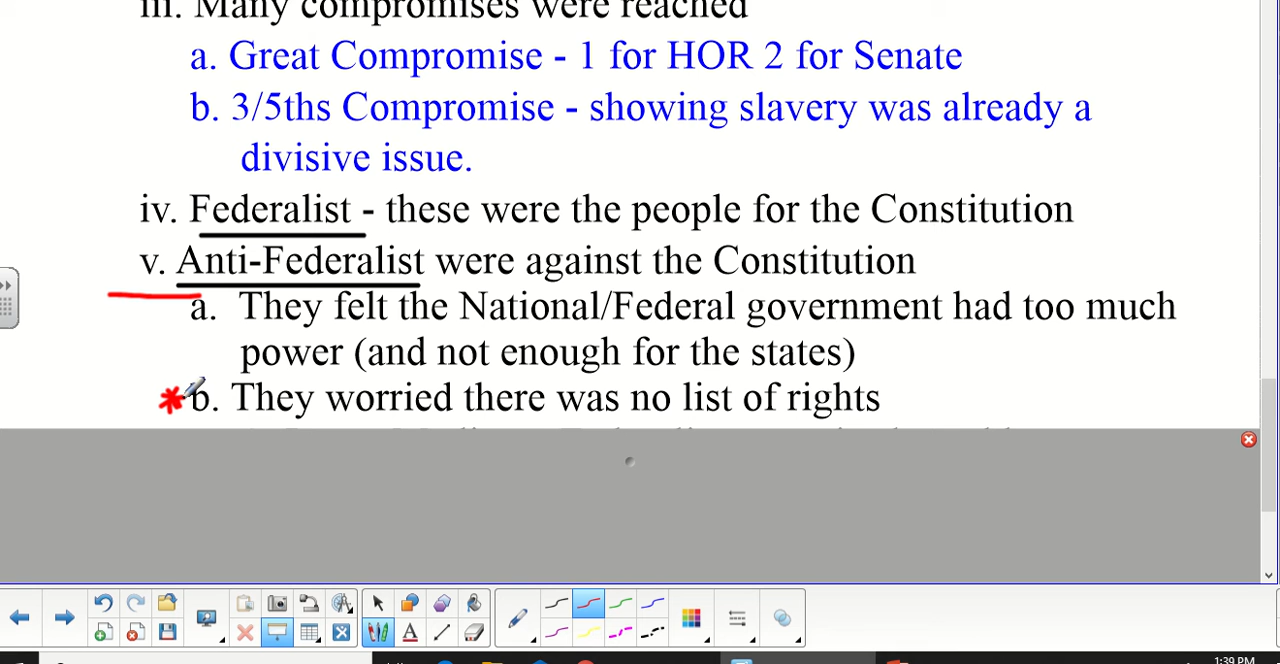 iii. Many compromises were reached
a. Great Compromise - 1 for HOR 2 for Senate
b. 3/5ths Compromise - showing slavery was already a
divisive issue.
iv. Federalist - these were the people for the Constitution
v. Anti-Federalist were against the Constitution
a. They felt the National/Federal government had too much
power (and not enough for the states)
*b. They worried there was no list of rights
A
1:39 PM